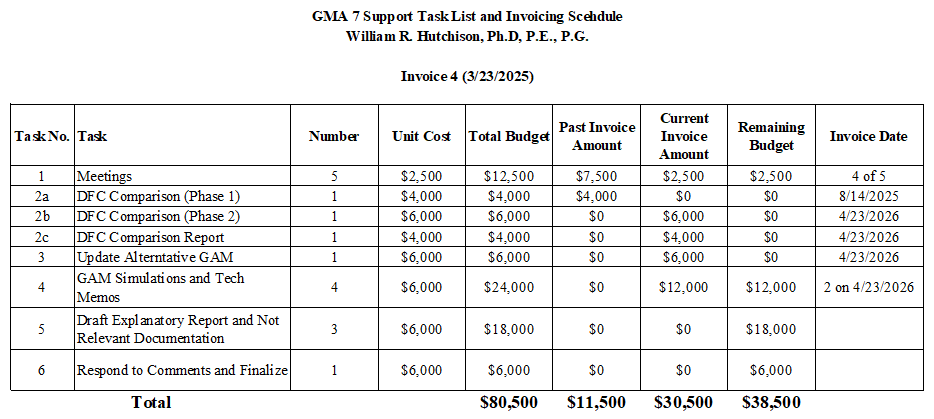 GMA 7 Support Task List and Invoicing Scehdule
William R. Hutchison, Ph.D, P.E., P.G.
Invoice 4 (3/23/2025)
Task No. Task Number Unit Cost Total Budget Past Invoice Amount Current Invoice Amount Remaining Budget Invoice Date
1 Meetings 5 $2,500 $12,500 $7,500 $2,500 $2,500 4 of 5
2a DFC Comparison (Phase 1) 1 $4,000 $4,000 $4,000 $0 $0 8/14/2025
2b DFC Comparison (Phase 2) 1 $6,000 $6,000 $0 $6,000 $0 4/23/2026
2c DFC Comparison Report 1 $4,000 $4,000 $0 $4,000 $0 4/23/2026
3 Update Alterntative GAM 1 $6,000 $6,000 $0 $6,000 $0 4/23/2026
4 GAM Simulations and Tech Memos 4 $6,000 $24,000 $0 $12,000 $12,000 2 on 4/23/2026
5 Draft Explanatory Report and Not Relevant Documentation 3 $6,000 $18,000 $0 $0 $18,000
6 Respond to Comments and Finalize 1 $6,000 $6,000 $0 $0 $6,000
Total $80,500 $11,500 $30,500 $38,500